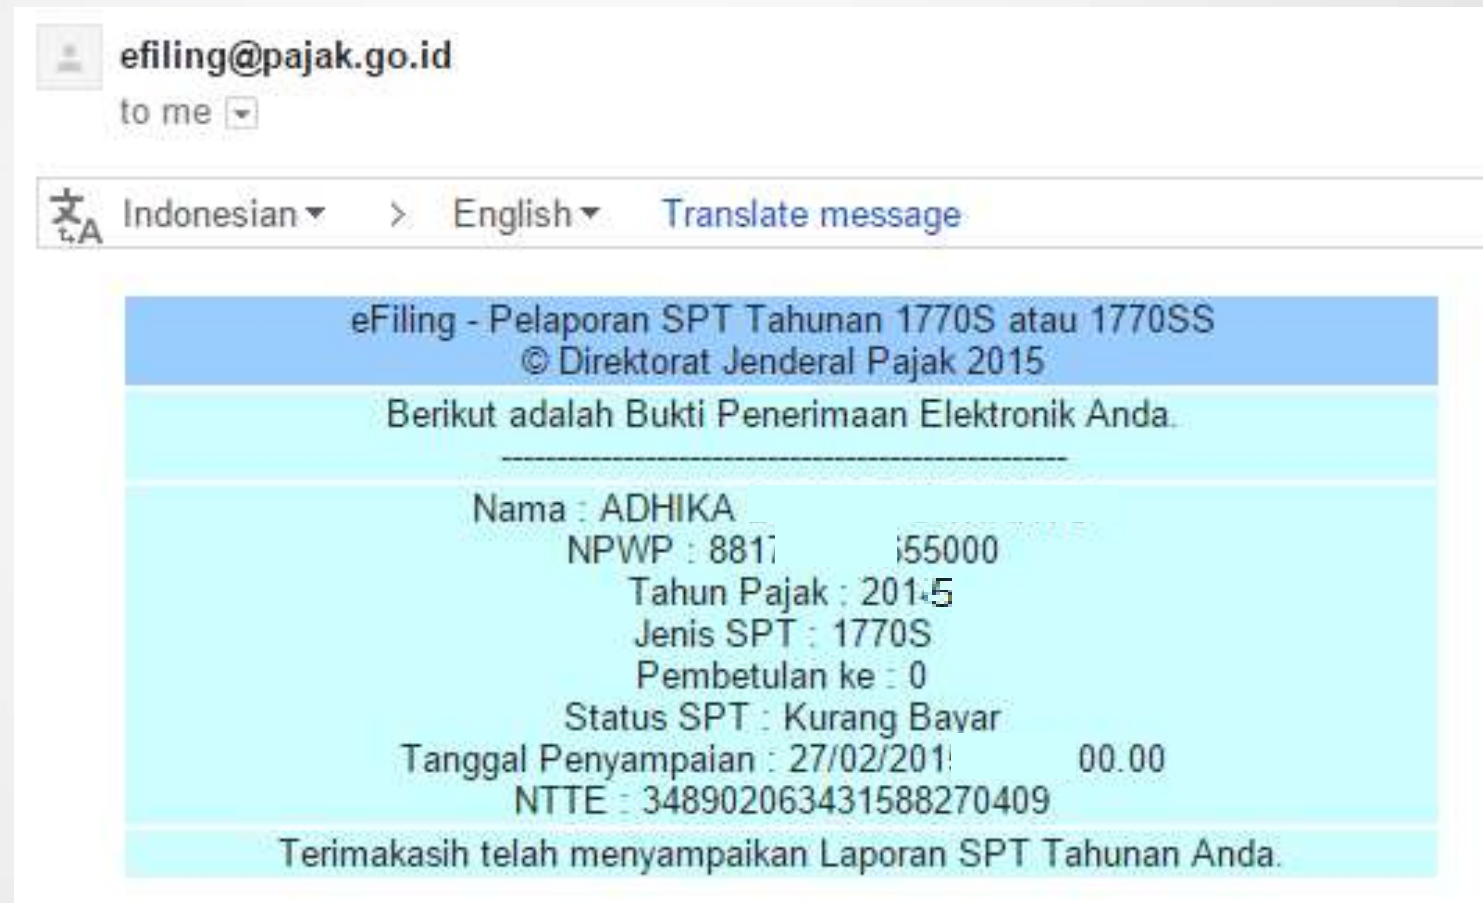 efiling@pajak.go.id
to me
Indonesian > English Translate message
eFiling - Pelaporan SPT Tahunan 1770S atau 1770SS
© Direktorat Jenderal Pajak 2015
Berikut adalah Bukti Penerimaan Elektronik Anda.
--------------------------------------------------
Nama : ADHIKA
NPWP : 8817 655000
Tahun Pajak : 2015
Jenis SPT : 1770S
Pembetulan ke : 0
Status SPT : Kurang Bayar
Tanggal Penyampaian : 27/02/2015 00.00
NTTE : 348902063431588270409
Terimakasih telah menyampaikan Laporan SPT Tahunan Anda.